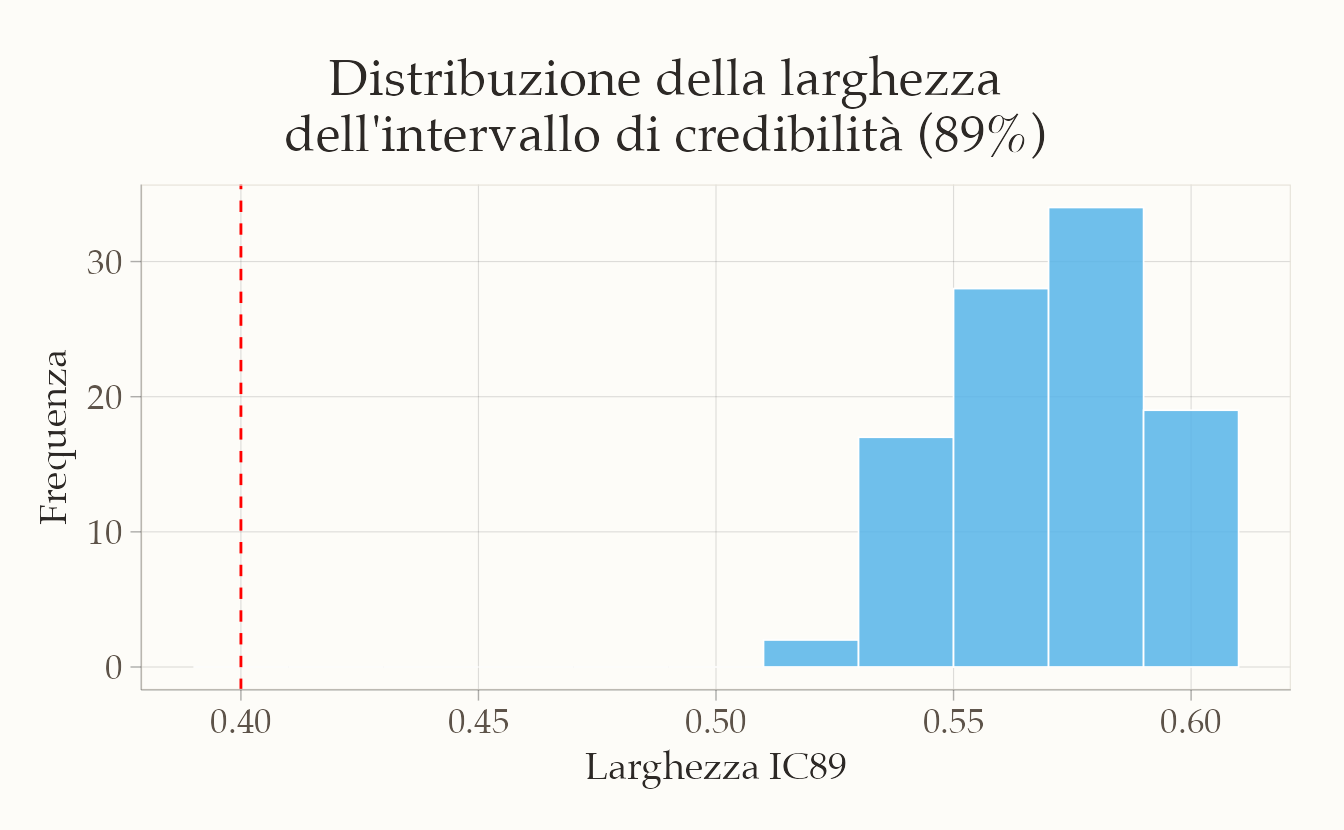 Distribuzione della larghezza
dell'intervallo di credibilità (89%)
Frequenza
30
20
10
0
0.40
0.45
0.50
0.55
0.60
Larghezza IC89